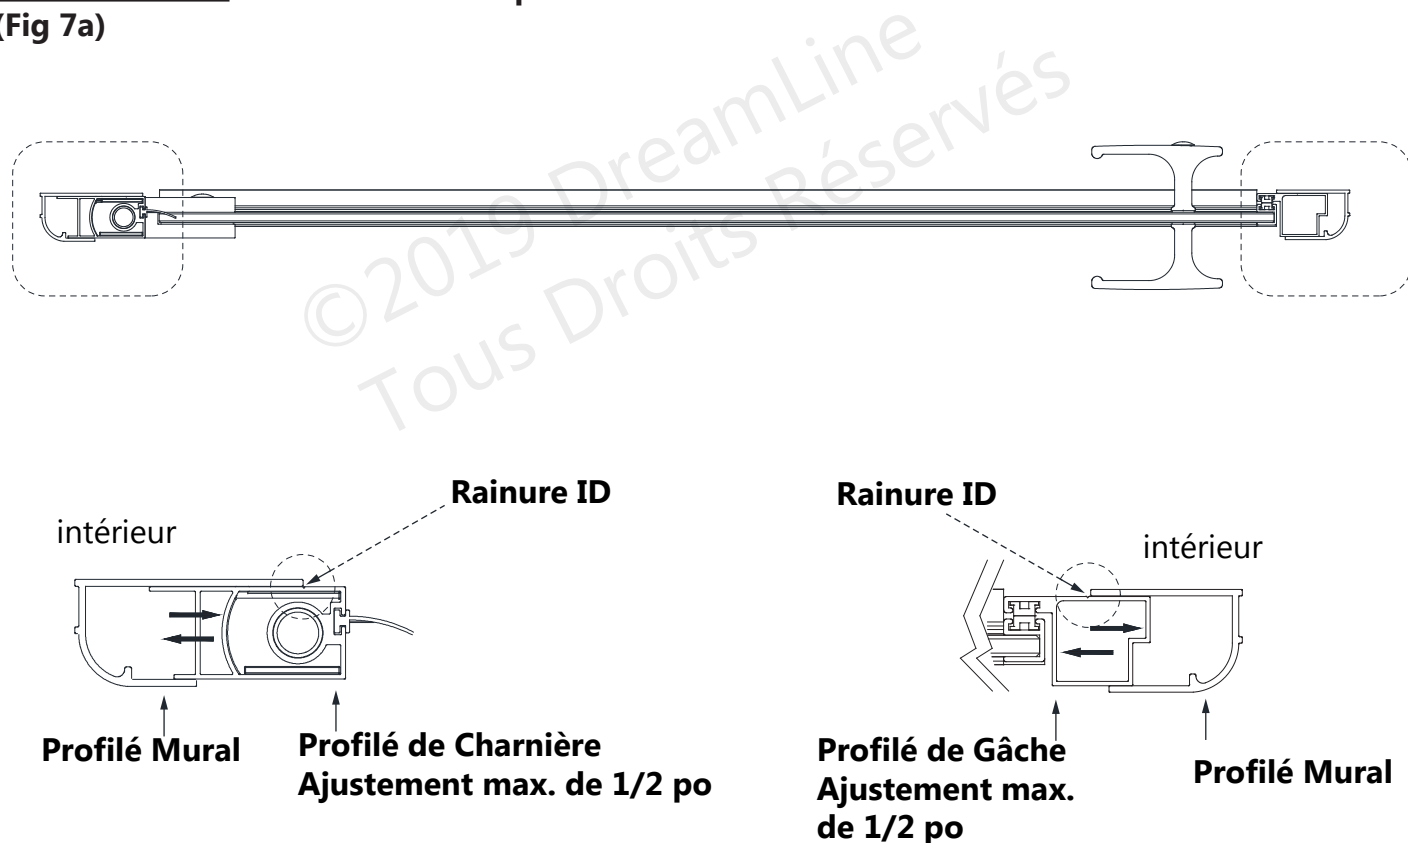 (Fig 7a)
©2019 DreamLine
Tous Droits Réservés
Rainure ID
intérieur
Profilé Mural
Profilé de Charnière
Ajustement max. de 1/2 po
Rainure ID
intérieur
Profilé de Gâche
Ajustement max.
de 1/2 po
Profilé Mural